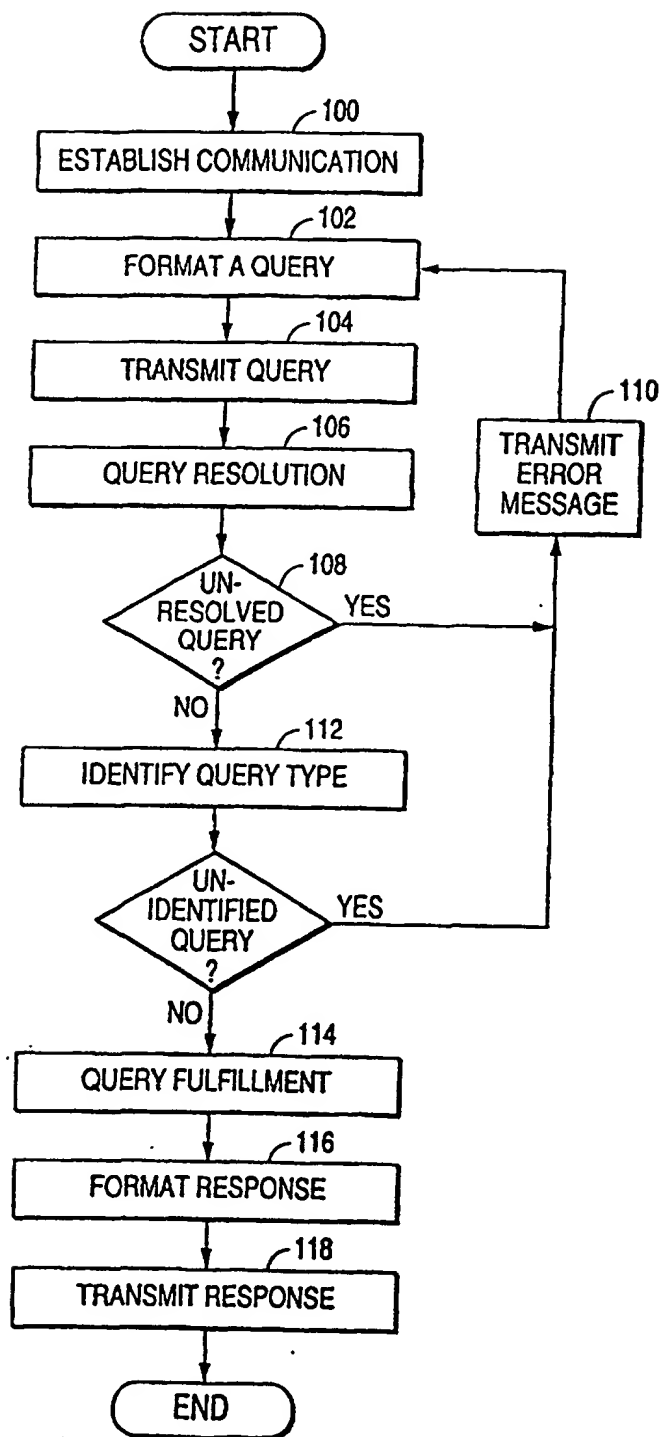 START
100
ESTABLISH COMMUNICATION
102
FORMAT A QUERY
104
TRANSMIT QUERY
110
TRANSMIT
ERROR
MESSAGE
106
QUERY RESOLUTION
108
UN-
RESOLVED
QUERY
?
YES
NO
112
IDENTIFY QUERY TYPE
UN-
IDENTIFIED
QUERY
?
YES
NO
114
QUERY FULFILLMENT
116
FORMAT RESPONSE
118
TRANSMIT RESPONSE
END